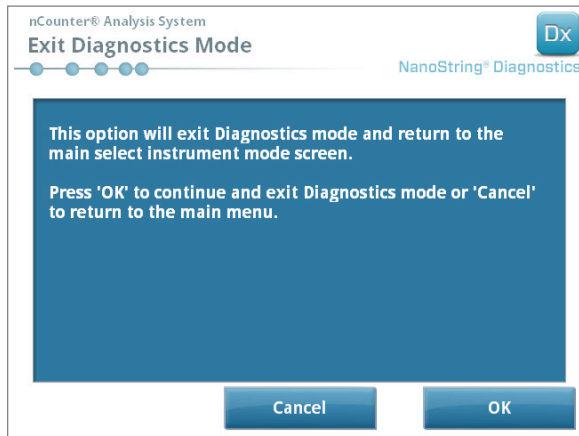 nCounter® Analysis System
Exit Diagnostics Mode
Dx
NanoString® Diagnostics
This option will exit Diagnostics mode and return to the
main select instrument mode screen.
Press 'OK' to continue and exit Diagnostics mode or 'Cancel'
to return to the main menu.
Cancel
OK